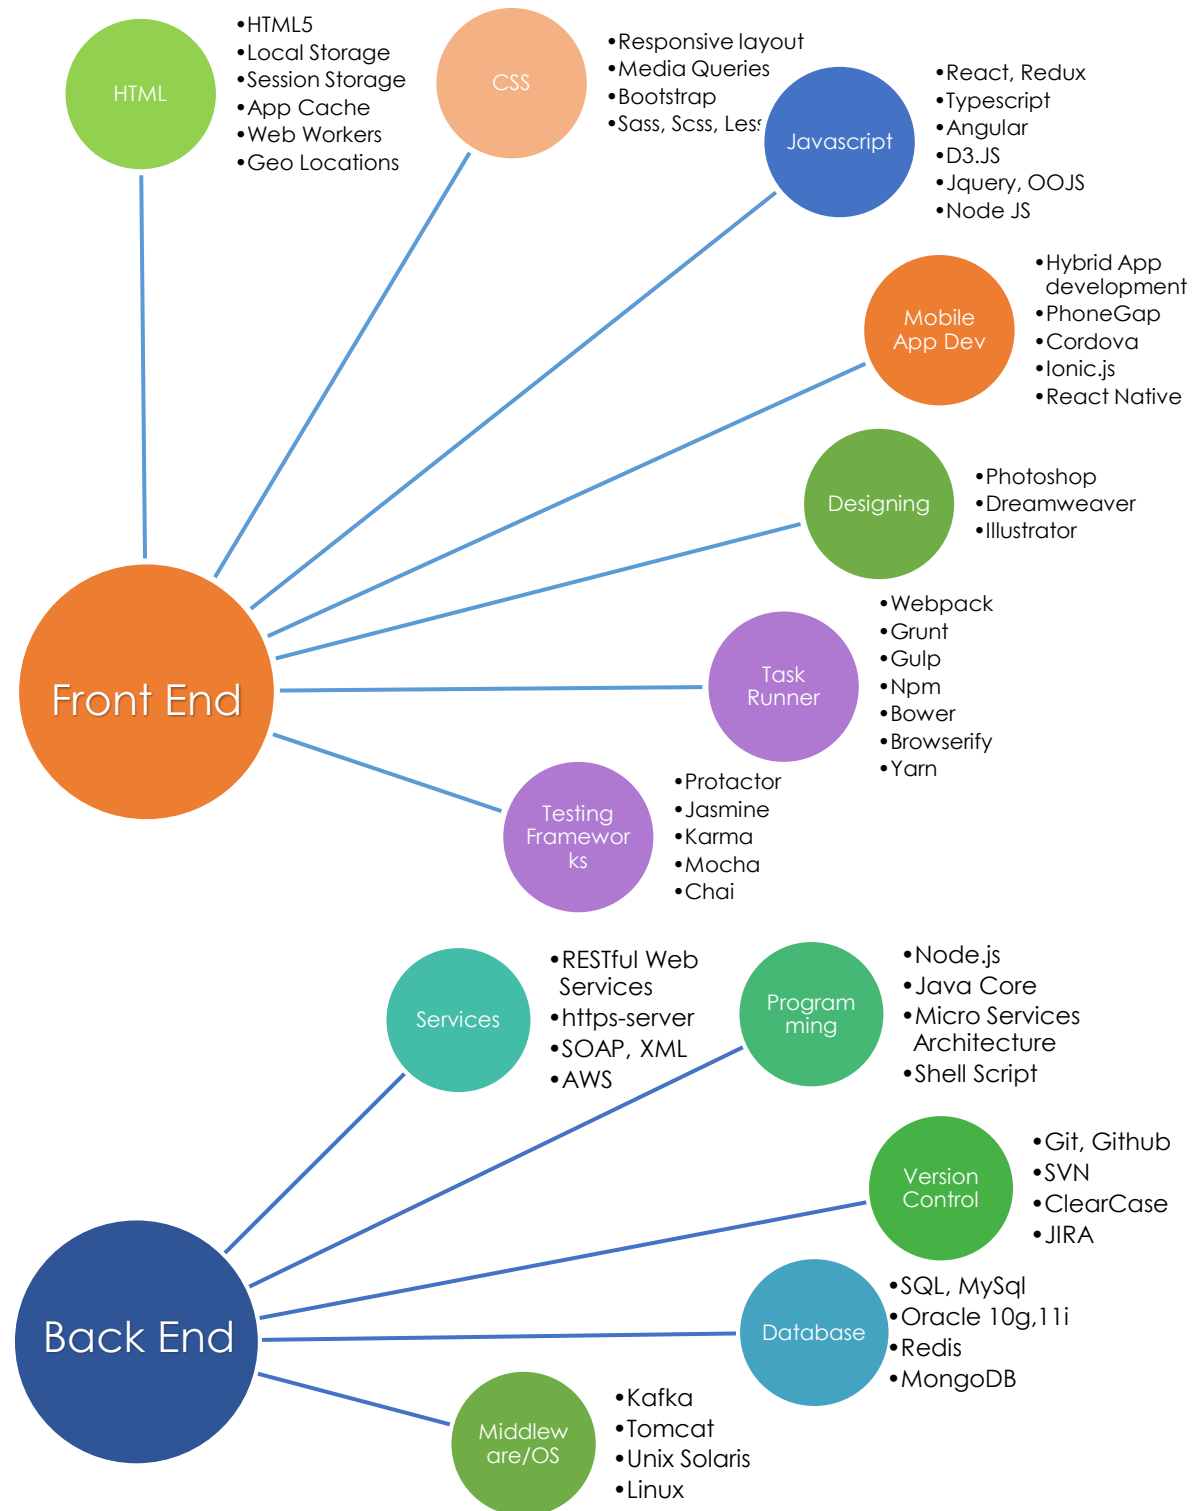 HTML
•HTML5
•Local Storage
•Session Storage
•App Cache
•Web Workers
•Geo Locations
CSS
•Responsive layout
•Media Queries
•Bootstrap
•Sass, Scss, Less
Javascript
•React, Redux
•Typescript
•Angular
•D3.JS
•Jquery, OOJS
•Node JS
Mobile
App Dev
•Hybrid App
development
•PhoneGap
•Cordova
•Ionic.js
•React Native
Designing
•Photoshop
•Dreamweaver
•Illustrator
Front End
Task
Runner
•Webpack
•Grunt
•Gulp
•Npm
•Bower
•Browserify
•Yarn
Testing
Framewor
ks
•Protactor
•Jasmine
•Karma
•Mocha
•Chai
Services
•RESTful Web
Services
•https-server
•SOAP, XML
•AWS
Program
ming
•Node.js
•Java Core
•Micro Services
Architecture
•Shell Script
Version
Control
•Git, Github
•SVN
•ClearCase
•JIRA
Back End
Database
•SQL, MySql
•Oracle 10g,11i
•Redis
•MongoDB
Middlew
are/OS
•Kafka
•Tomcat
•Unix Solaris
•Linux